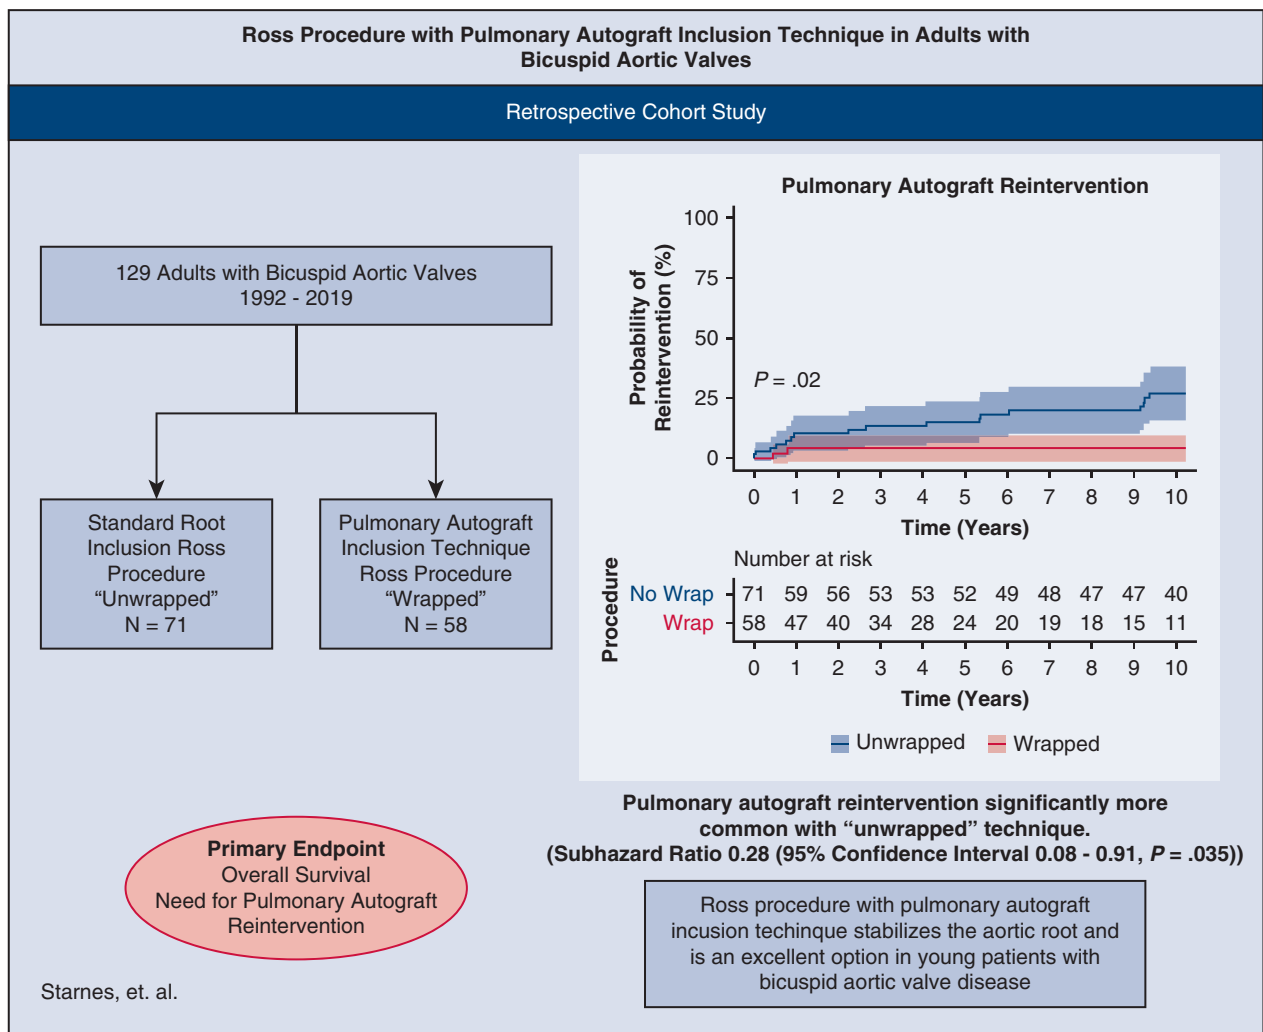 Ross Procedure with Pulmonary Autograft Inclusion Technique in Adults with
Bicuspid Aortic Valves
Retrospective Cohort Study
129 Adults with Bicuspid Aortic Valves
1992 - 2019
Standard Root
Inclusion Ross
Procedure
“Unwrapped”
N = 71
Pulmonary Autograft
Inclusion Technique
Ross Procedure
“Wrapped”
N = 58
Primary Endpoint
Overall Survival
Need for Pulmonary Autograft
Reintervention
Starnes, et. al.
Pulmonary Autograft Reintervention
Probability of
Reintervention (%)
100
75
50
25
0
P = .02
0 1 2 3 4 5 6 7 8 9 10
Time (Years)
Number at risk
Procedure
No Wrap 71 59 56 53 53 52 49 48 47 47 40
Wrap 58 47 40 34 28 24 20 19 18 15 11
0 1 2 3 4 5 6 7 8 9 10
Time (Years)
Unwrapped Wrapped
Pulmonary autograft reintervention significantly more
common with “unwrapped” technique.
(Subhazard Ratio 0.28 (95% Confidence Interval 0.08 - 0.91, P = .035))
Ross procedure with pulmonary autograft
incusion techinque stabilizes the aortic root and
is an excellent option in young patients with
bicuspid aortic valve disease